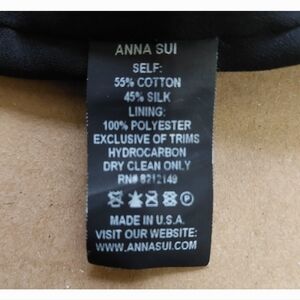 ANNA SUI
SELF:
55% COTTON
45% SILK
LINING:
100% POLYESTER
EXCLUSIVE OF TRIMS
HYDROCARBON
DRY CLEAN ONLY
RN# 8212149
P
MADE IN U.S.A.
VISIT OUR WEBSITE:
WWW.ANNASUI.COM